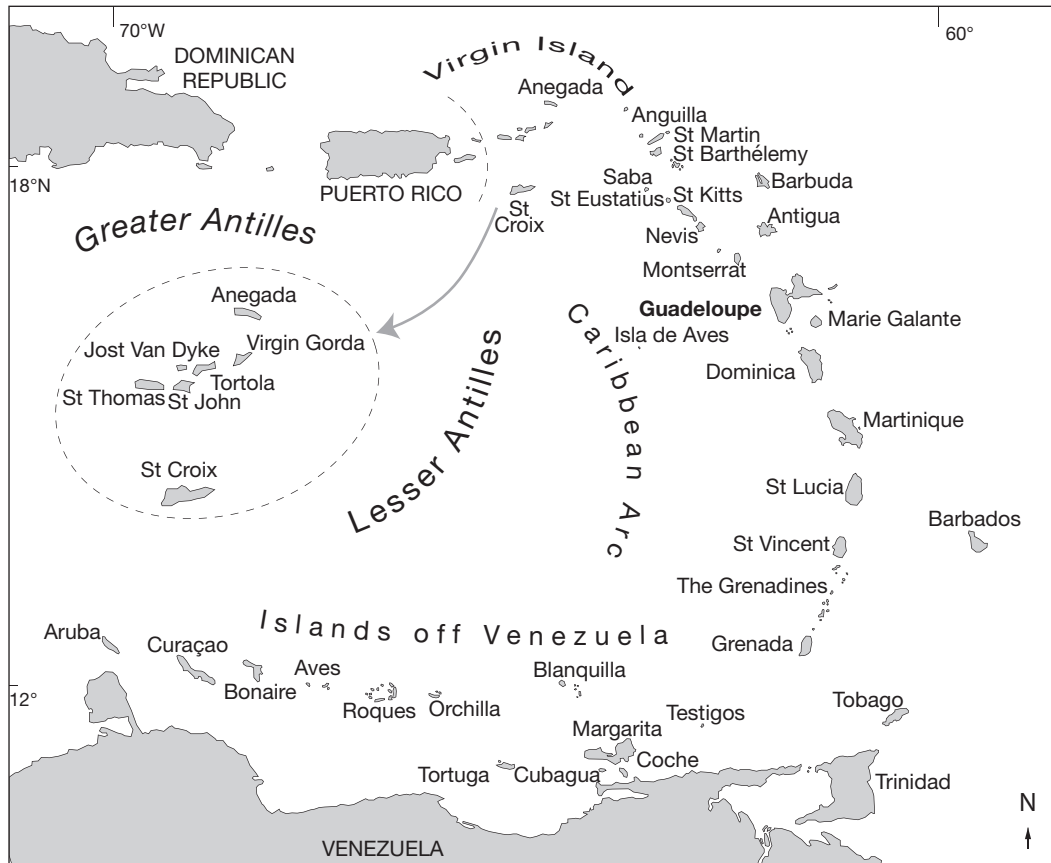 70°W
60°
DOMINICAN
REPUBLIC
Virgin Island
Anegada
Anguilla
St Martin
St Barthélemy
18°N
PUERTO RICO
Saba
St Eustatius
St Kitts
Barbuda
St
Croix
Nevis
Antigua
Greater Antilles
Montserrat
Anegada
Guadeloupe
Marie Galante
Isla de Aves
Jost Van Dyke
Virgin Gorda
Dominica
Tortola
St Thomas
St John
Caribbean Arc
Lesser Antilles
Martinique
St Croix
St Lucia
Barbados
St Vincent
The Grenadines
Islands off Venezuela
Aruba
Curaçao
Grenada
Bonaire
Aves
Blanquilla
Roques
Orchilla
Tobago
Testigos
Margarita
Coche
Tortuga
Cubagua
Trinidad
12°
N
VENEZUELA